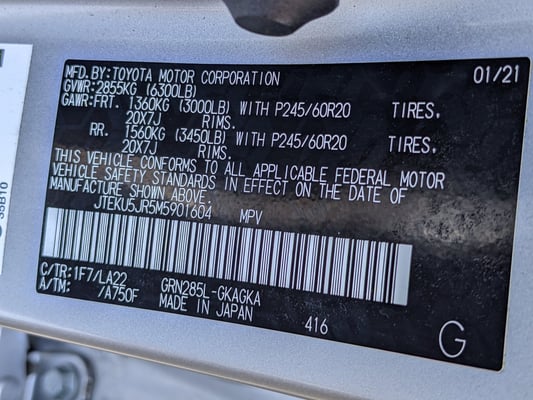 MFD.BY:TOYOTA MOTOR CORPORATION 01/21
GVWR:2855KG (6300LB)
GAWR:FRT. 1360KG (3000LB) WITH P245/60R20 TIRES,
20X7J RIMS.
RR. 1560KG (3450LB) WITH P245/60R20 TIRES,
20X7J RIMS.
THIS VEHICLE CONFORMS TO ALL APPLICABLE FEDERAL MOTOR
VEHICLE SAFETY STANDARDS IN EFFECT ON THE DATE OF
MANUFACTURE SHOWN ABOVE.
JTEKU5JR5M5901604 MPV
C/TR:1F7/LA22 GRN285L-GKAGKA
A/TM: /A750F MADE IN JAPAN
416
G
35B10